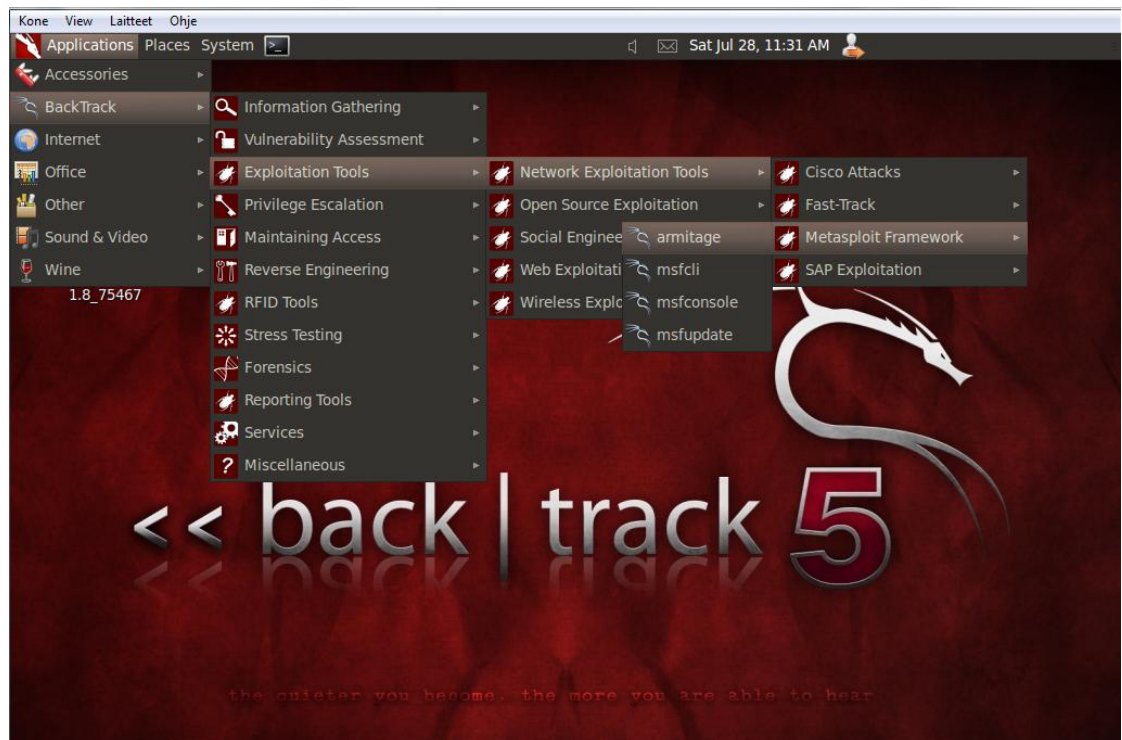 Kone View Laitteet Ohje
Applications Places System Sat Jul 28, 11:31 AM
Accessories
BackTrack
Internet
Office
Other
Sound & Video
Wine
1.8_75467
Information Gathering
Vulnerability Assessment
Exploitation Tools
Privilege Escalation
Maintaining Access
Reverse Engineering
RFID Tools
Stress Testing
Forensics
Reporting Tools
Services
Miscellaneous
Network Exploitation Tools
Open Source Exploitation
Social Enginee
Web Exploitati
Wireless Explo
armitage
msfcli
msfconsole
msfupdate
Cisco Attacks
Fast-Track
Metasploit Framework
SAP Exploitation
<< back | track 5
the quieter you become, the more you are able to hear